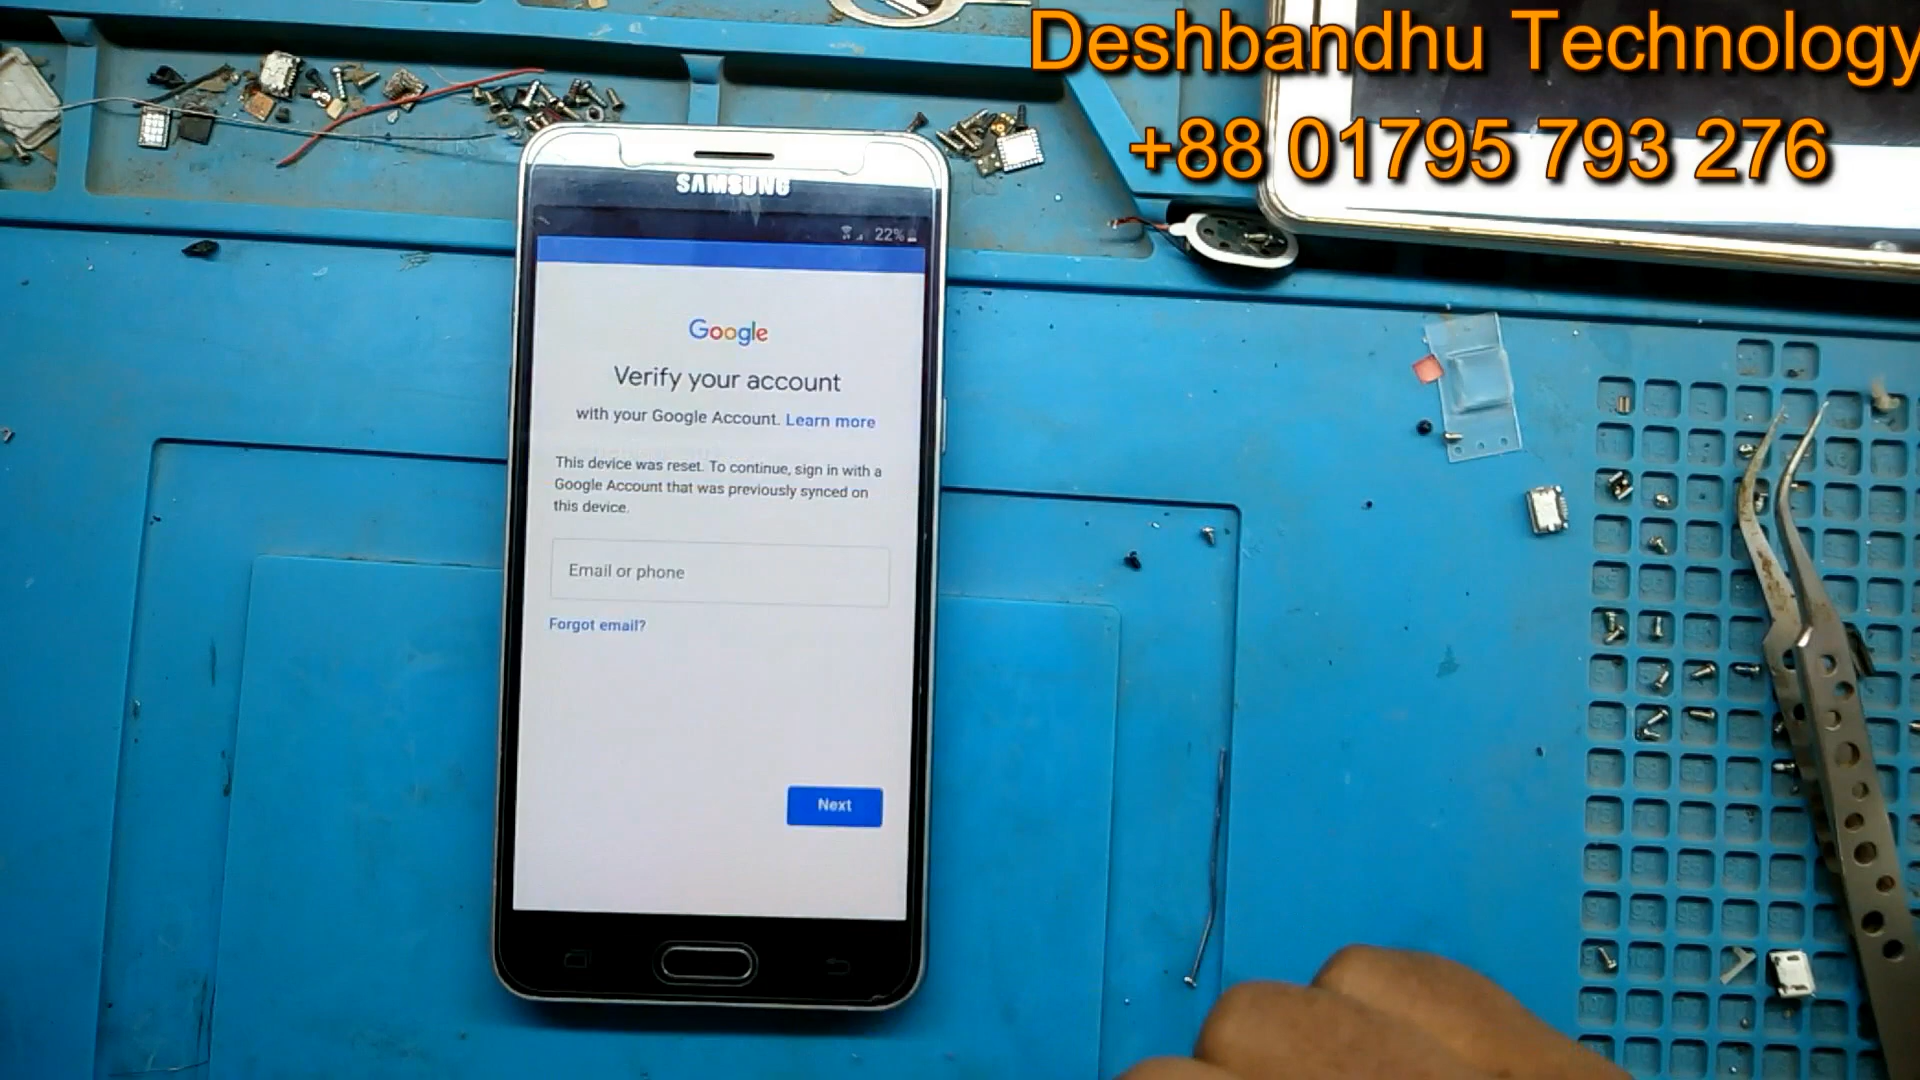 Deshbandhu Technology
+88 01795 793 276
SAMSUNG
22%
Google
Verify your account
with your Google Account. Learn more
This device was reset. To continue, sign in with a
Google Account that was previously synced on
this device.
Email or phone
Forgot email?
Next